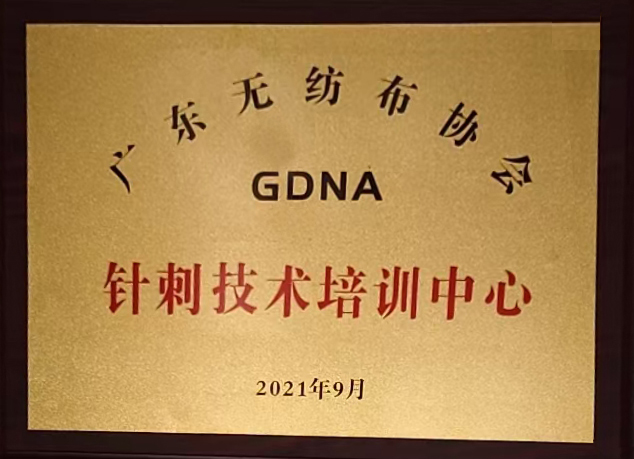 广东无纺布协会
GDNA
针刺技术培训中心
2021年9月